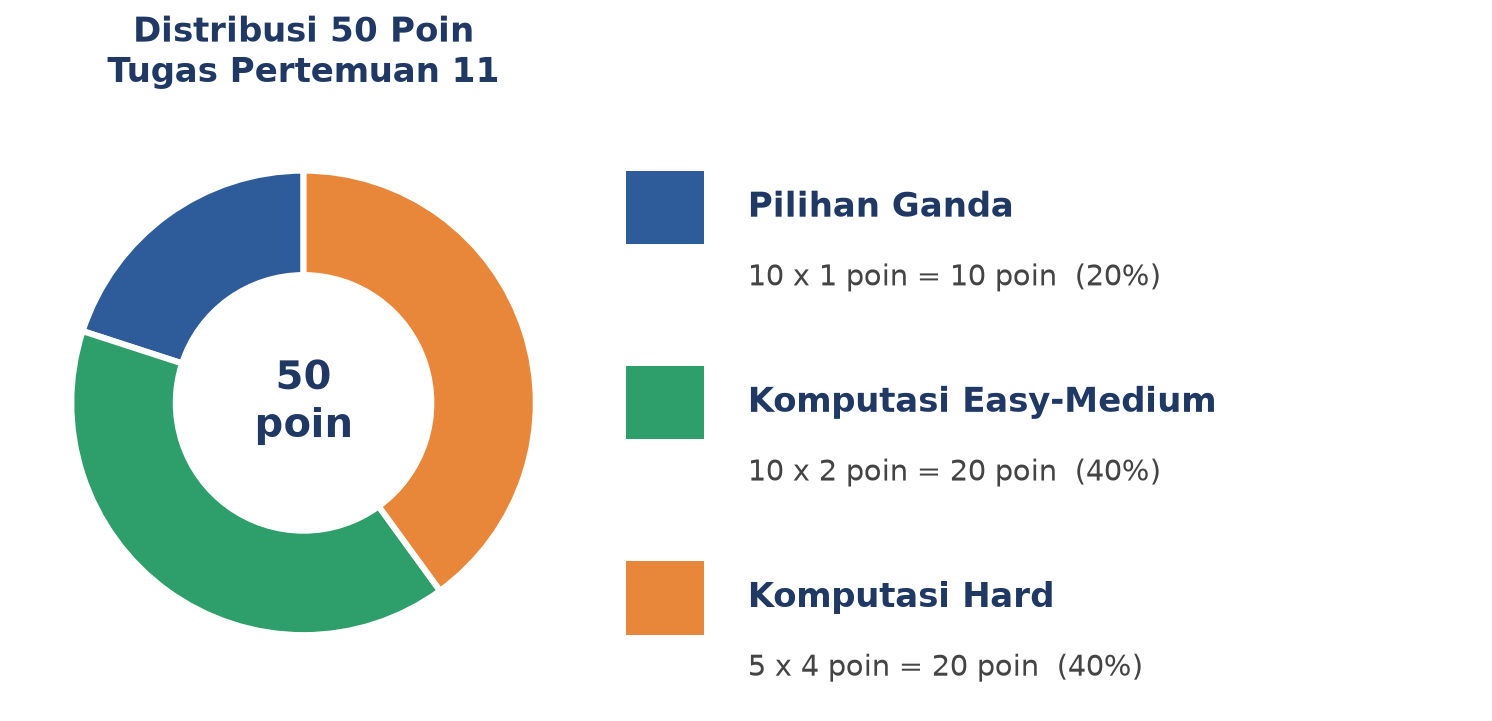 Distribusi 50 Poin
Tugas Pertemuan 11
50
poin
Pilihan Ganda
10 x 1 poin = 10 poin  (20%)
Komputasi Easy-Medium
10 x 2 poin = 20 poin  (40%)
Komputasi Hard
5 x 4 poin = 20 poin  (40%)